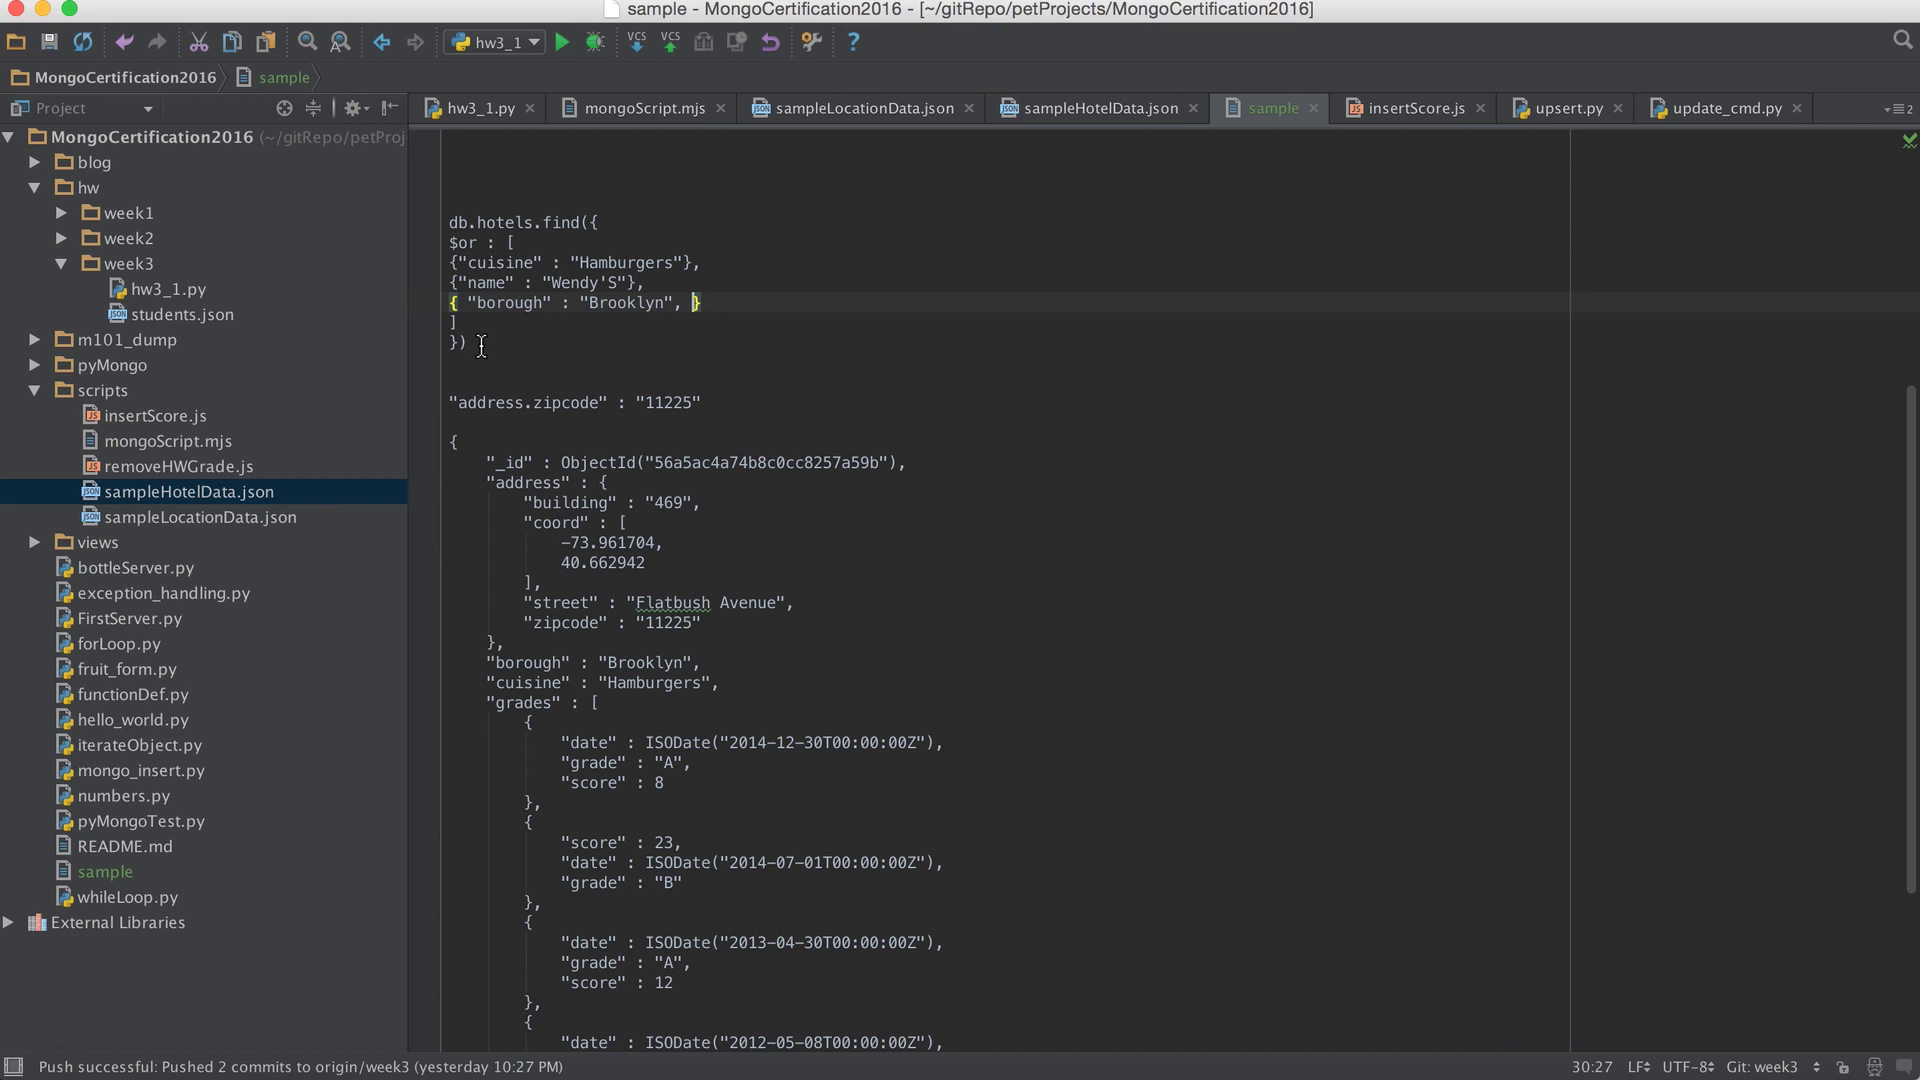 sample - MongoCertification2016 - [~/gitRepo/petProjects/MongoCertification2016]
hw3_1
VCS
VCS
MongoCertification2016
sample
Project
hw3_1.py
mongoScript.mjs
sampleLocationData.json
sampleHotelData.json
sample
insertScore.js
upsert.py
update_cmd.py
2
MongoCertification2016 (~/gitRepo/petProj
blog
hw
week1
week2
week3
hw3_1.py
students.json
m101_dump
pyMongo
scripts
insertScore.js
mongoScript.mjs
removeHWGrade.js
sampleHotelData.json
sampleLocationData.json
views
bottleServer.py
exception_handling.py
FirstServer.py
forLoop.py
fruit_form.py
functionDef.py
hello_world.py
iterateObject.py
mongo_insert.py
numbers.py
pyMongoTest.py
README.md
sample
whileLoop.py
External Libraries
db.hotels.find({
$or : [
{"cuisine" : "Hamburgers"},
{"name" : "Wendy'S"},
{ "borough" : "Brooklyn", }
]
})
"address.zipcode" : "11225"
{
"_id" : ObjectId("56a5ac4a74b8c0cc8257a59b"),
"address" : {
"building" : "469",
"coord" : [
-73.961704,
40.662942
],
"street" : "Flatbush Avenue",
"zipcode" : "11225"
},
"borough" : "Brooklyn",
"cuisine" : "Hamburgers",
"grades" : [
{
"date" : ISODate("2014-12-30T00:00:00Z"),
"grade" : "A",
"score" : 8
},
{
"score" : 23,
"date" : ISODate("2014-07-01T00:00:00Z"),
"grade" : "B"
},
{
"date" : ISODate("2013-04-30T00:00:00Z"),
"grade" : "A",
"score" : 12
},
{
"date" : ISODate("2012-05-08T00:00:00Z"),
Push successful: Pushed 2 commits to origin/week3 (yesterday 10:27 PM)
30:27 LF UTF-8 Git: week3